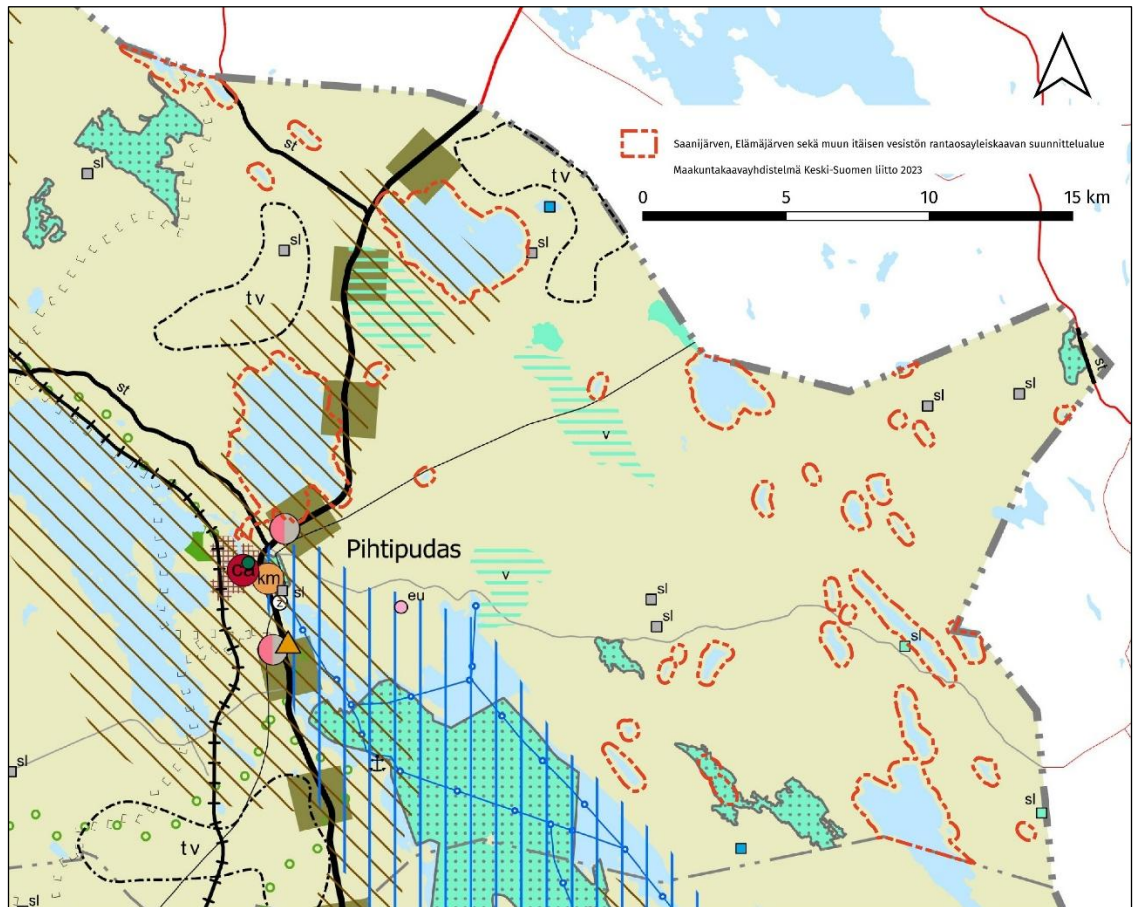 Saanijärven, Elämäjärven sekä muun itäisen vesistön rantaosayleiskaavan suunnittelualue
Maakuntakaavayhdistelmä Keski-Suomen liitto 2023
0 5 10 15 km
st
sl
tv
sl
tv
sl
st
sl
sl
st
v
Pihtipudas
ca
km
sl
z
eu
v
sl
sl
sl
sl
sl
tv
sl